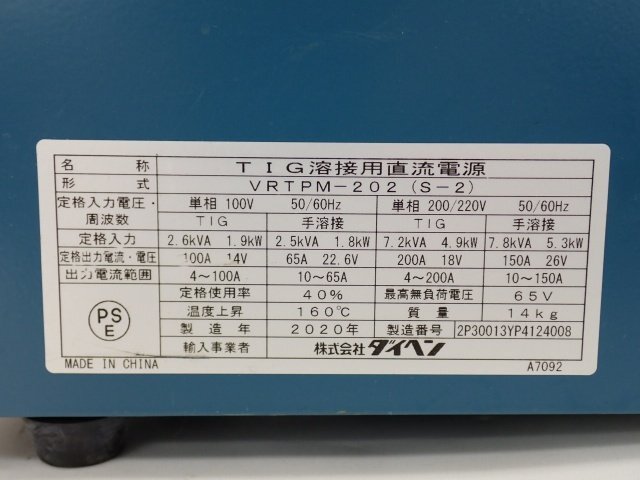 名 称 TIG溶接用直流電源
形 式 VRTPM-202 (S-2)
定格入力電圧・周波数 単相 100V 50/60Hz 単相 200/220V 50/60Hz
TIG 手溶接 TIG 手溶接
定格入力 2.6kVA 1.9kW 2.5kVA 1.8kW 7.2kVA 4.9kW 7.8kVA 5.3kW
定格出力電流・電圧 100A 14V 65A 22.6V 200A 18V 150A 26V
出力電流範囲 4～100A 10～65A 4～200A 10～150A
定格使用率 40% 最高無負荷電圧 65V
PS E
温度上昇 160℃ 質 量 14kg
製 造 年 2020年 製造番号 2P30013YP4124008
輸入事業者 株式会社 ダイヘン
MADE IN CHINA A7092